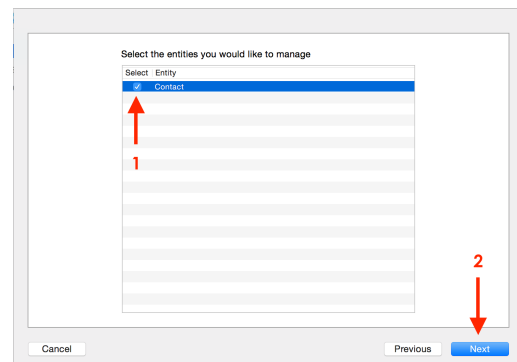 Select the entities you would like to manage
Select Entity
Contact
1
2
Cancel Previous Next